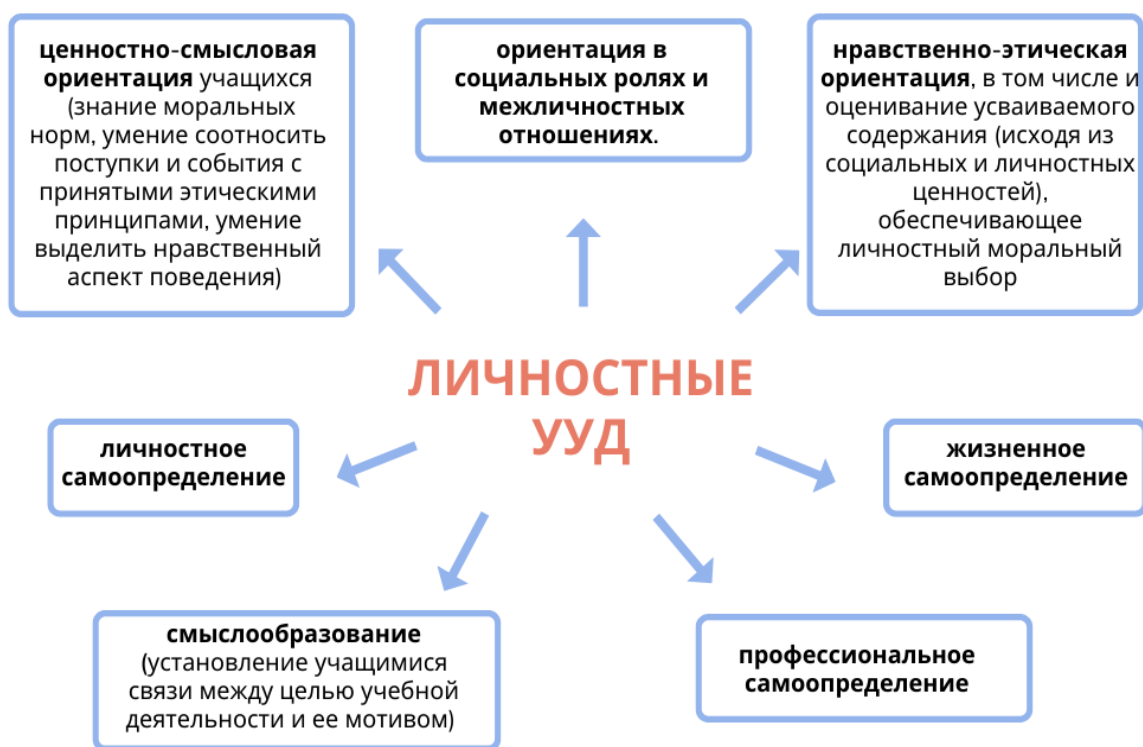 ценностно-смысловая
ориентация учащихся
(знание моральных
норм, умение соотносить
поступки и события с
принятыми этическими
принципами, умение
выделить нравственный
аспект поведения)
ориентация в
социальных ролях и
межличностных
отношениях.
нравственно-этическая
ориентация, в том числе и
оценивание усваиваемого
содержания (исходя из
социальных и личностных
ценностей),
обеспечивающее
личностный моральный
выбор
ЛИЧНОСТНЫЕ
УУД
личностное
самоопределение
жизненное
самоопределение
смыслообразование
(установление учащимися
связи между целью учебной
деятельности и ее мотивом)
профессиональное
самоопределение